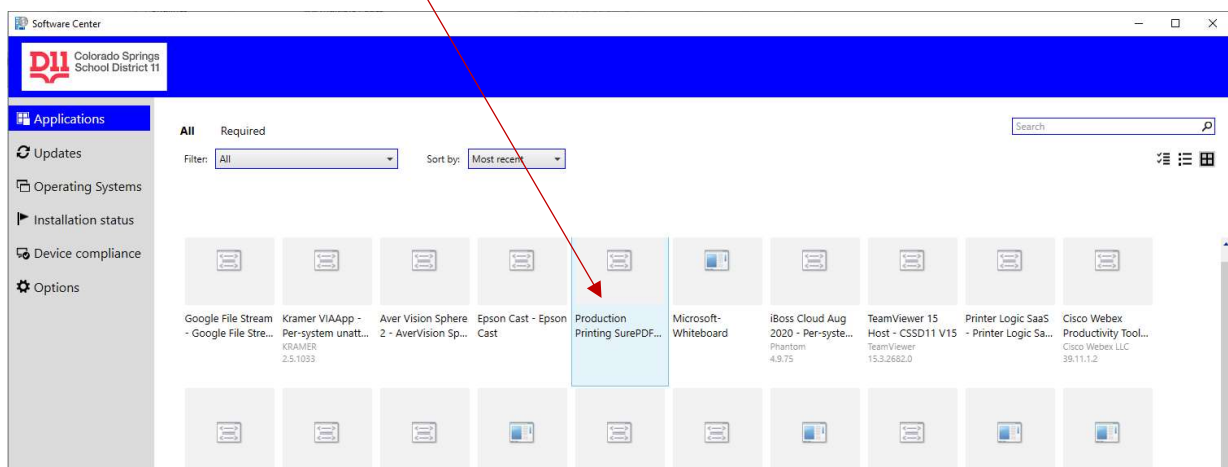 Software Center
D11 Colorado Springs
School District 11
Applications
Updates
Operating Systems
Installation status
Device compliance
Options
All Required
Search
Filter: All Sort by: Most recent
Google File Stream
- Google File Stre...
Kramer VIAApp -
Per-system unatt...
KRAMER
2.5.1033
Aver Vision Sphere
2 - AverVision Sp...
Epson Cast - Epson
Cast
Production
Printing SurePDF...
Microsoft-
Whiteboard
iBoss Cloud Aug
2020 - Per-syste...
Phantom
4.9.75
TeamViewer 15
Host - CSSD11 V15
TeamViewer
15.3.2682.0
Printer Logic SaaS
- Printer Logic Sa...
Cisco Webex
Productivity Tool...
Cisco Webex LLC
39.11.1.2